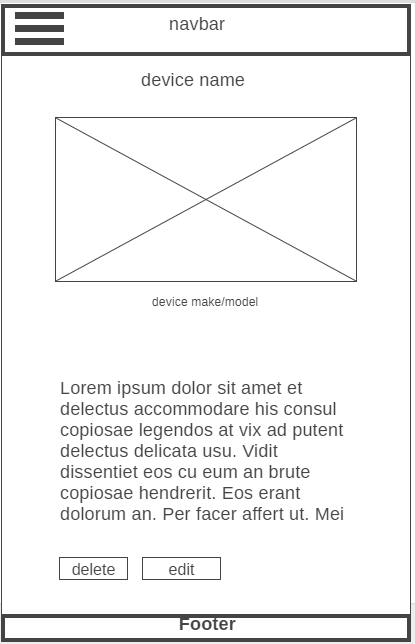 navbar
device name
device make/model
Lorem ipsum dolor sit amet et
delectus accommodare his consul
copiosae legendos at vix ad putent
delectus delicata usu. Vidit
dissentiet eos cu eum an brute
copiosae hendrerit. Eos erant
dolorum an. Per facer affert ut. Mei
delete edit
Footer